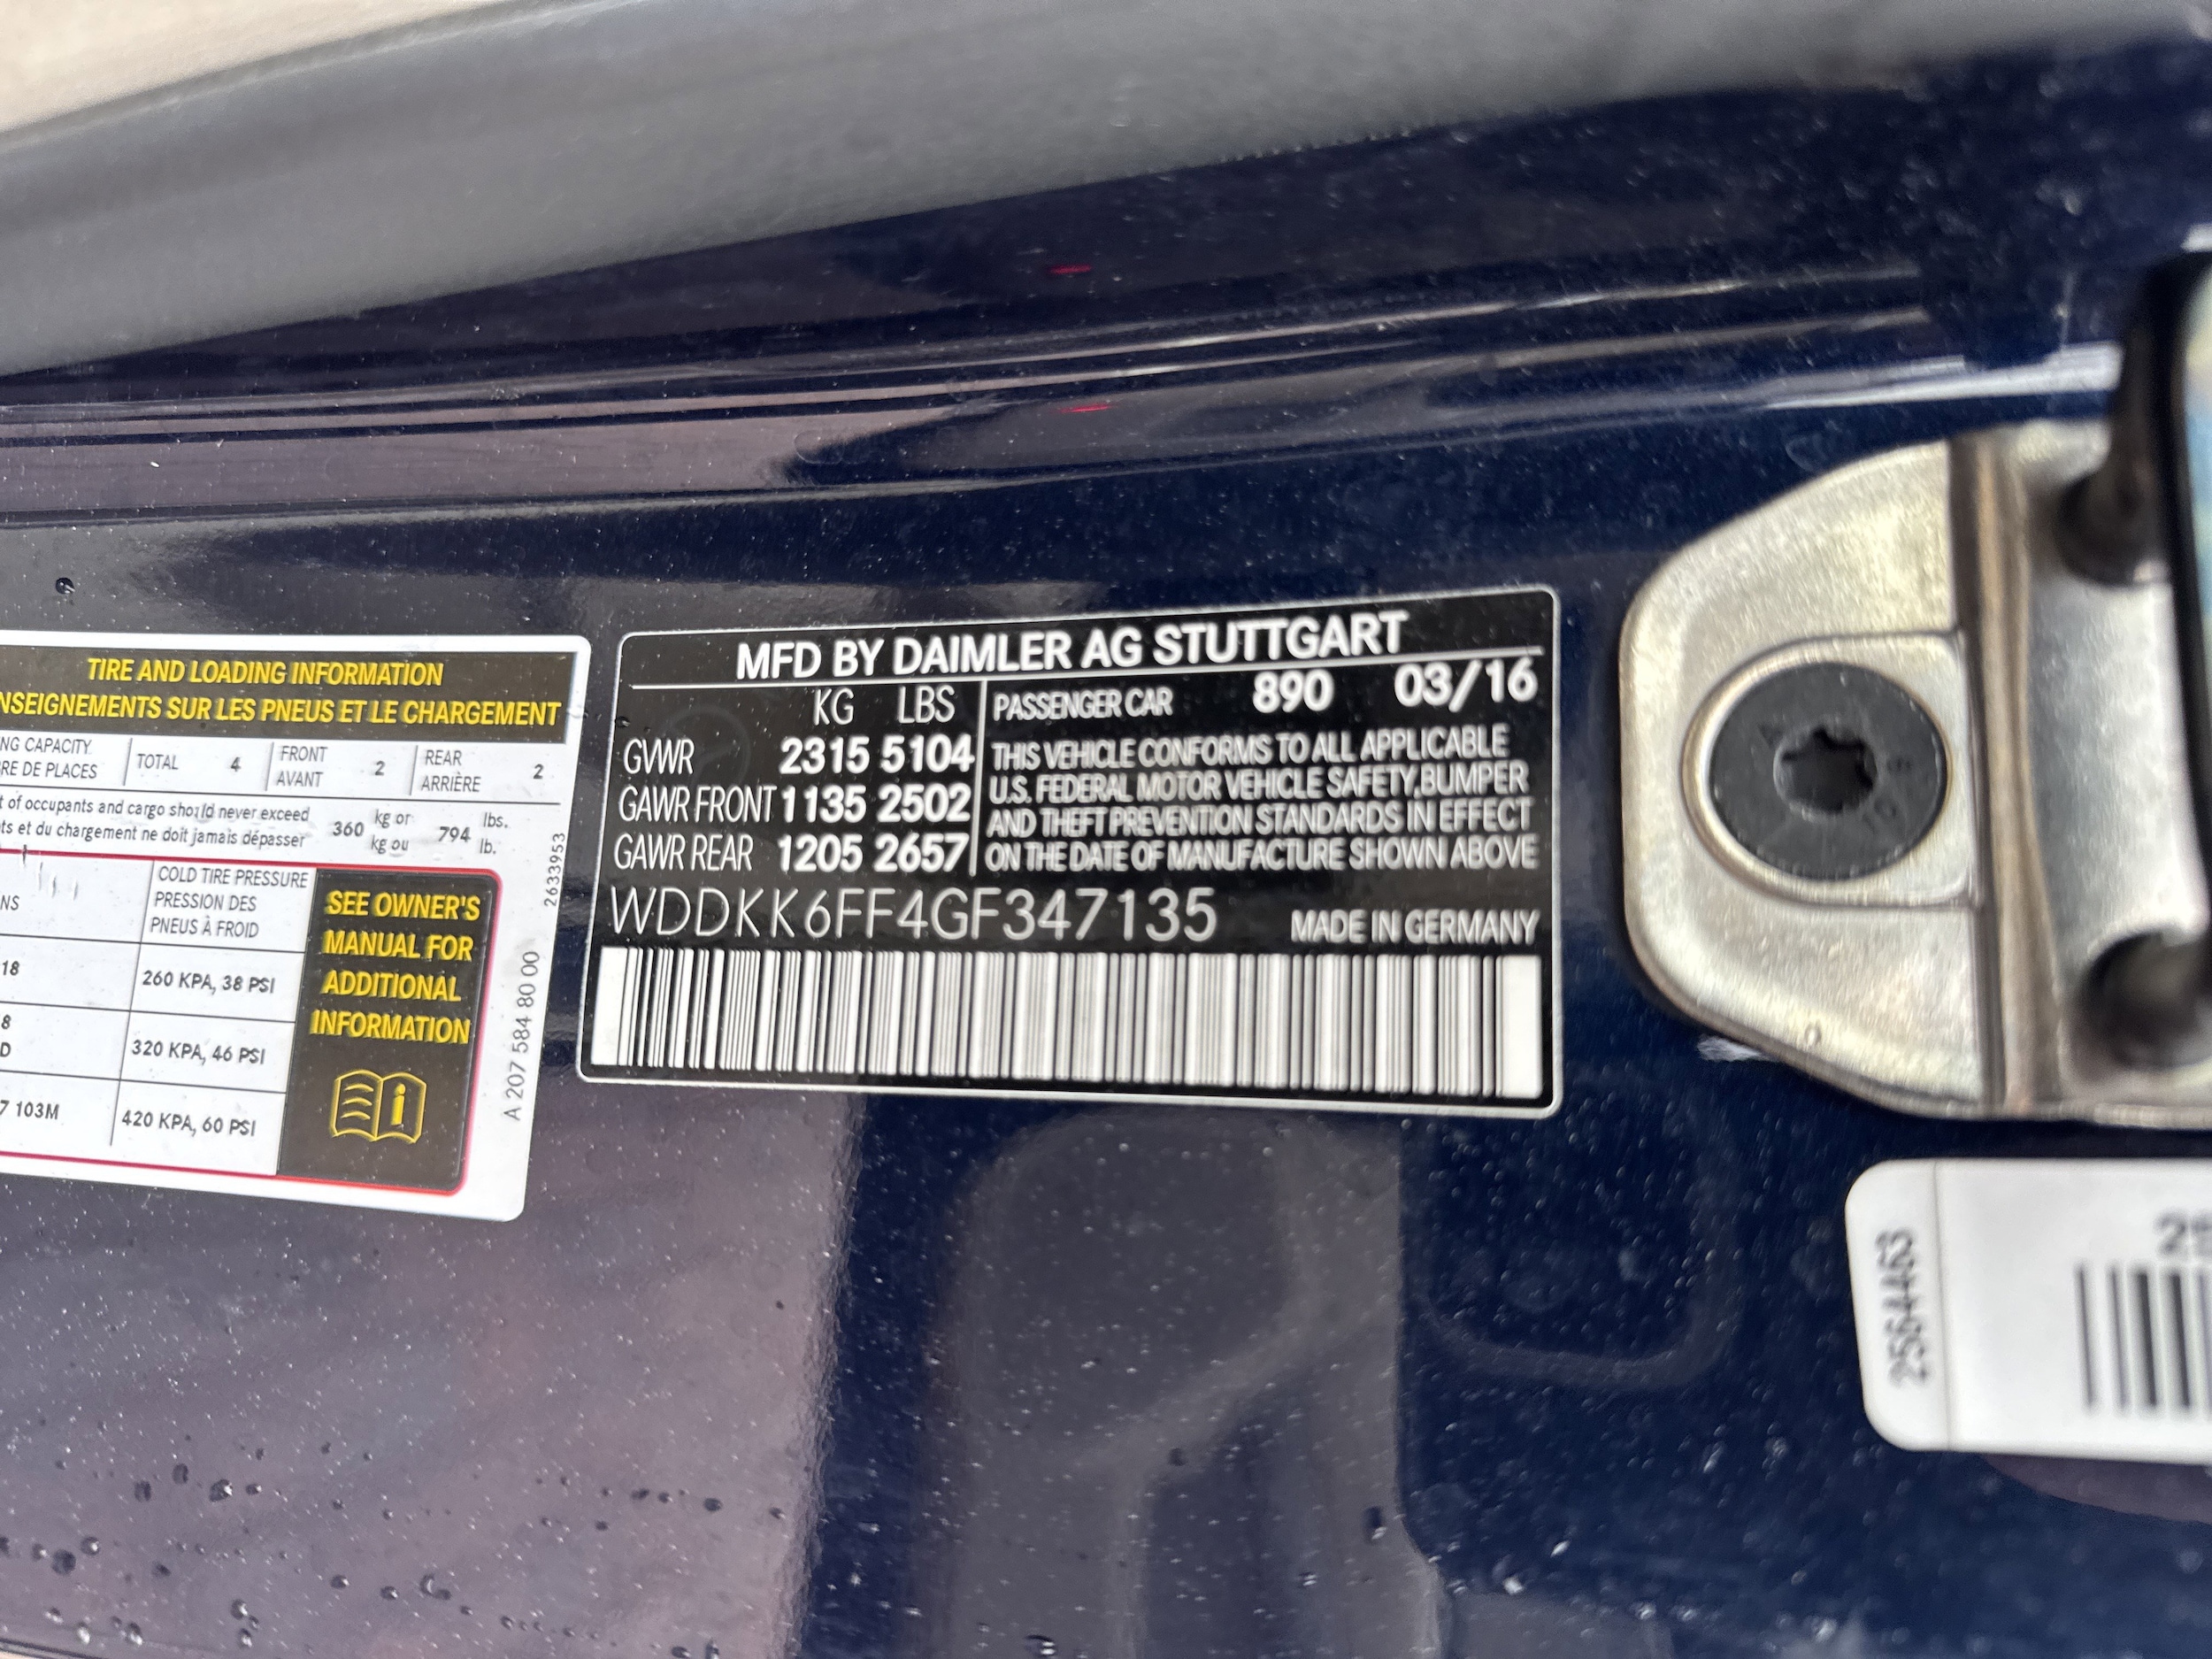 TIRE AND LOADING INFORMATION
NSEIGNEMENTS SUR LES PNEUS ET LE CHARGEMENT
NG CAPACITY TOTAL 4 FRONT 2 REAR 2
RE DE PLACES AVANT ARRIÈRE
t of occupants and cargo should never exceed 360 kg or 794 lbs.
ts et du chargement ne doit jamais dépasser kg ou lb.
NS
COLD TIRE PRESSURE
PRESSION DES
PNEUS À FROID
18 260 KPA, 38 PSI
8
D 320 KPA, 46 PSI
7 103M 420 KPA, 60 PSI
SEE OWNER'S
MANUAL FOR
ADDITIONAL
INFORMATION
2633953
A 207 584 80 00
MFD BY DAIMLER AG STUTTGART
KG LBS
GVWR 2315 5104
GAWR FRONT 1135 2502
GAWR REAR 1205 2657
PASSENGER CAR 890 03/16
THIS VEHICLE CONFORMS TO ALL APPLICABLE
U.S. FEDERAL MOTOR VEHICLE SAFETY,BUMPER
AND THEFT PREVENTION STANDARDS IN EFFECT
ON THE DATE OF MANUFACTURE SHOWN ABOVE
WDDKK6FF4GF347135
MADE IN GERMANY
2564463